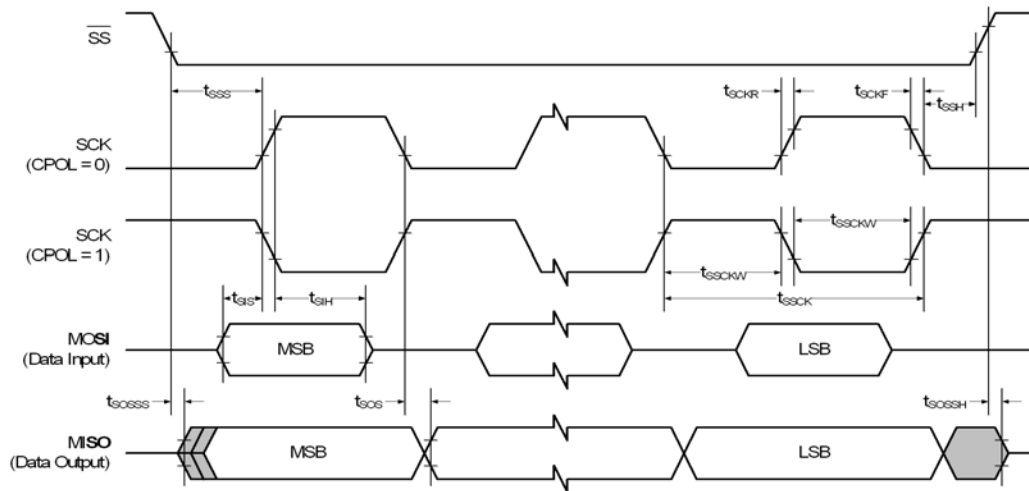 SS
tSSS
tSCKR
tSCKF
tSSH
SCK
(CPOL = 0)
SCK
(CPOL = 1)
tSSCKW
tSSCKW
tSIS
tSIH
tSSCK
MOSI
(Data Input)
MSB
LSB
tSOSSS
tSOS
tSOSSH
MISO
(Data Output)
MSB
LSB